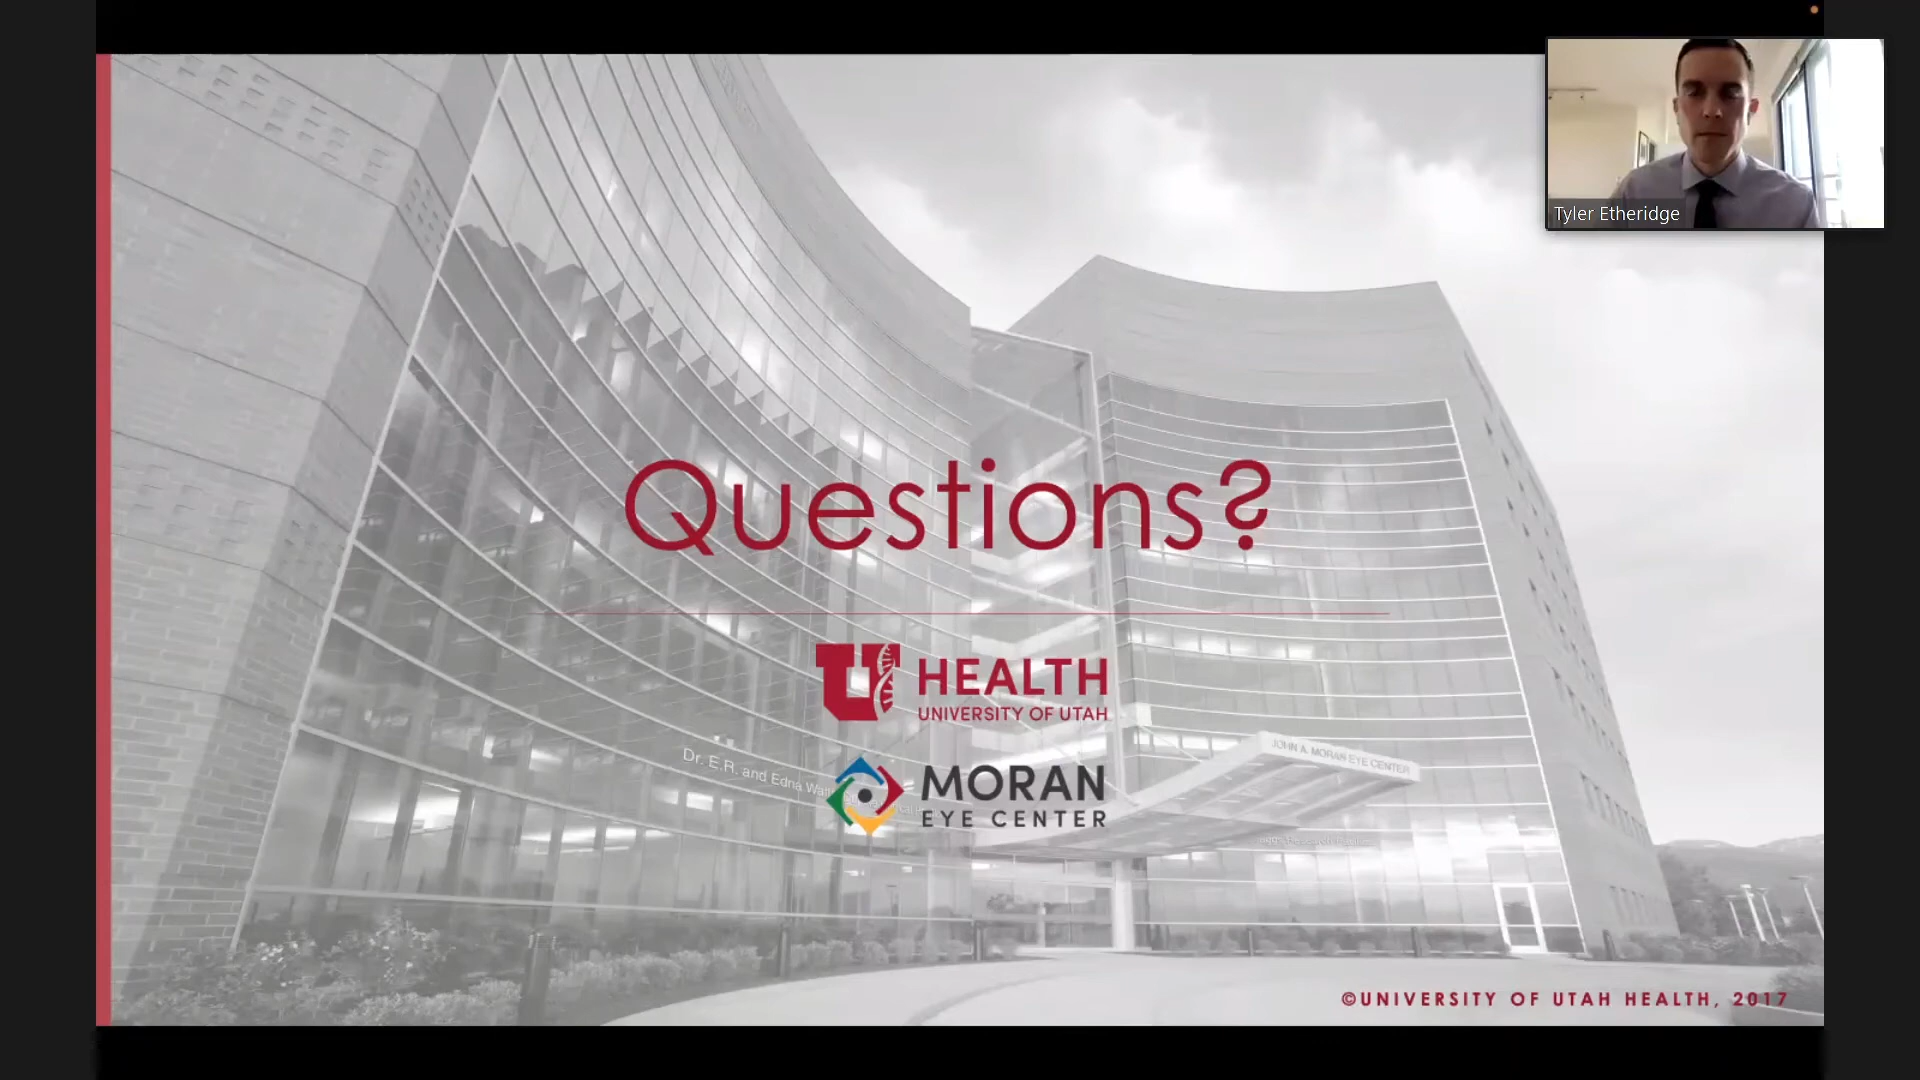 Tyler Etheridge
Questions?
HEALTH
UNIVERSITY OF UTAH
Dr. E.R. and Edna
JOHN A. MORAN EYE CENTER
MORAN
EYE CENTER
©UNIVERSITY OF UTAH HEALTH, 2017